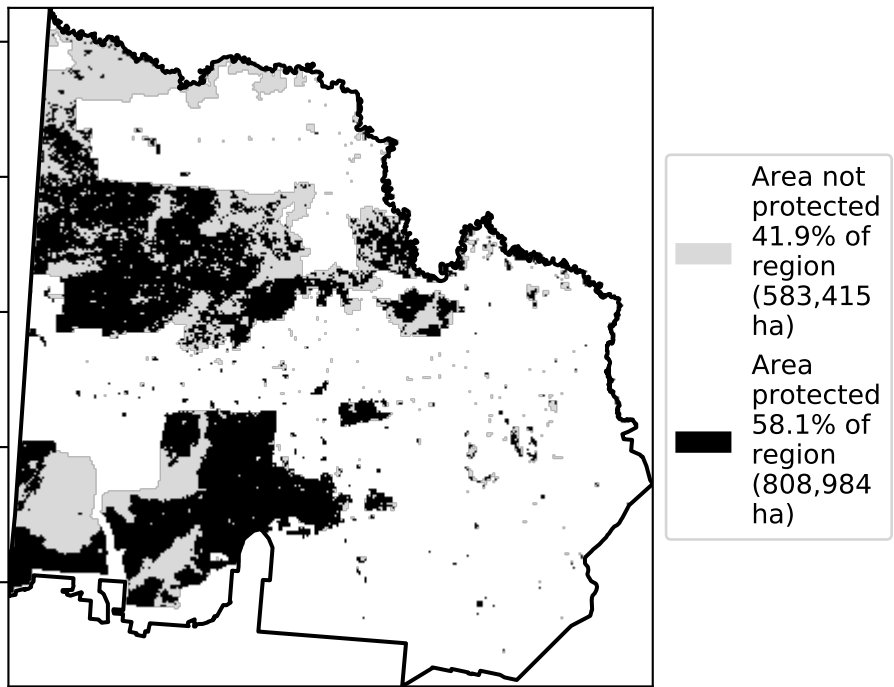 Area not
protected
41.9% of
region
(583,415
ha)
Area
protected
58.1% of
region
(808,984
ha)